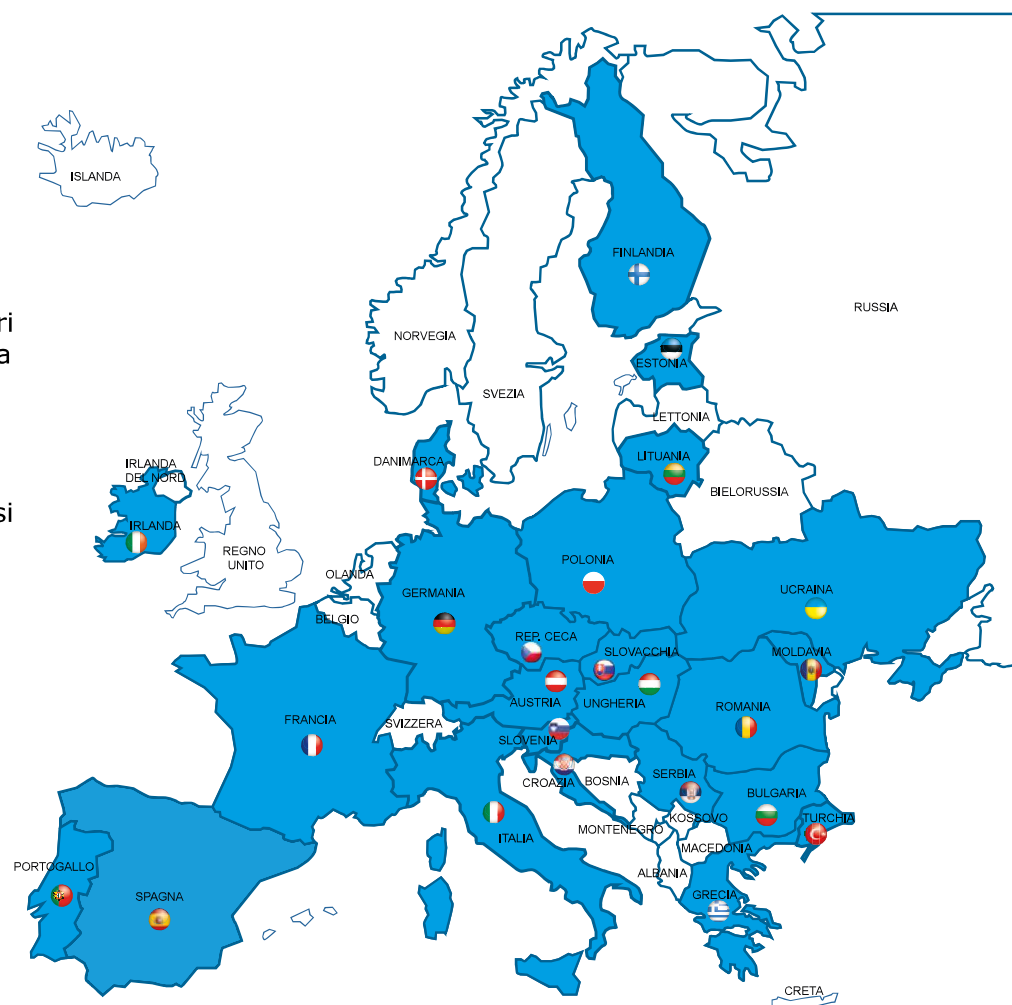 ISLANDA
FINLANDIA
RUSSIA
ri
a
NORVEGIA
ESTONIA
SVEZIA
LETTONIA
DANIMARCA
LITUANIA
IRLANDA
DEL NORD
BIELORUSSIA
si
IRLANDA
REGNO
UNITO
POLONIA
OLANDA
GERMANIA
UCRAINA
BELGIO
REP. CECA
SLOVACCHIA
MOLDAVIA
AUSTRIA
UNGHERIA
ROMANIA
FRANCIA
SVIZZERA
SLOVENIA
CROAZIA
BOSNIA
SERBIA
BULGARIA
KOSSOVO
TURCHIA
MONTENEGRO
ITALIA
MACEDONIA
PORTOGALLO
ALBANIA
SPAGNA
GRECIA
CRETA